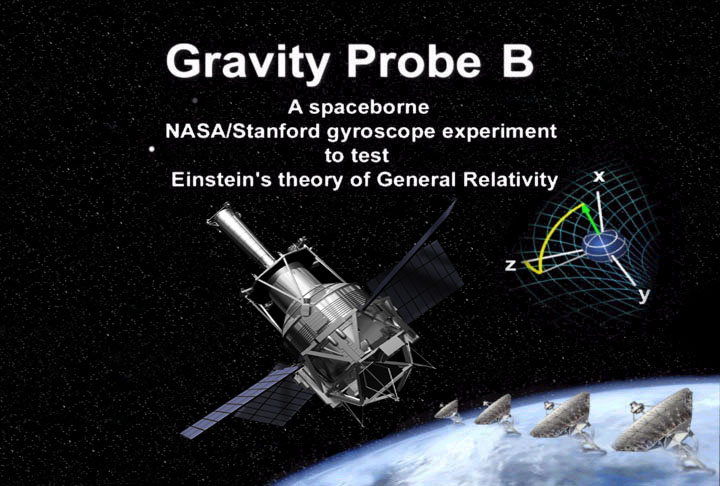 Gravity Probe B
A spaceborne
NASA/Stanford gyroscope experiment
to test
Einstein's theory of General Relativity
x
z
y